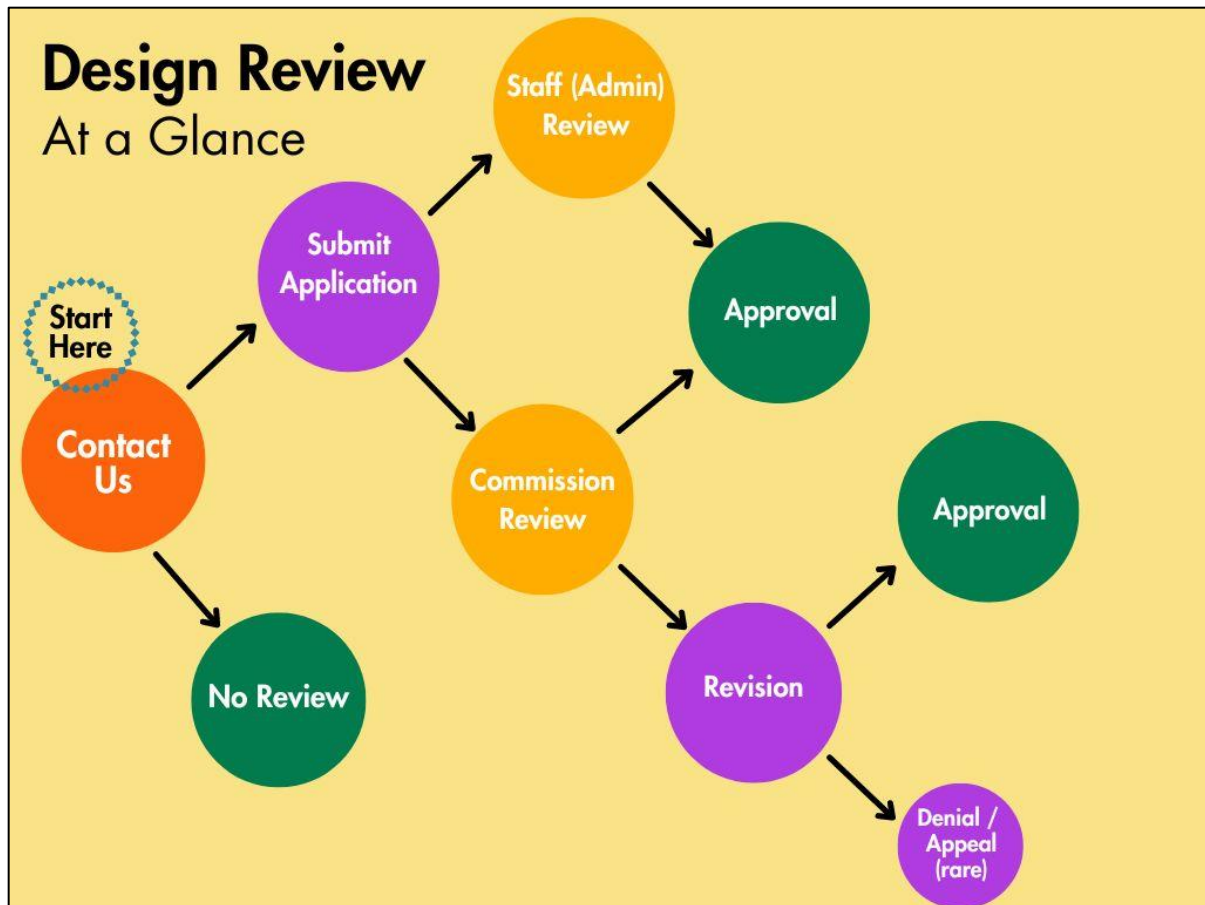 Design Review
At a Glance
Staff (Admin)
Review
Submit
Application
Start
Here
Approval
Contact
Us
Commission
Review
Approval
No Review
Revision
Denial /
Appeal
(rare)